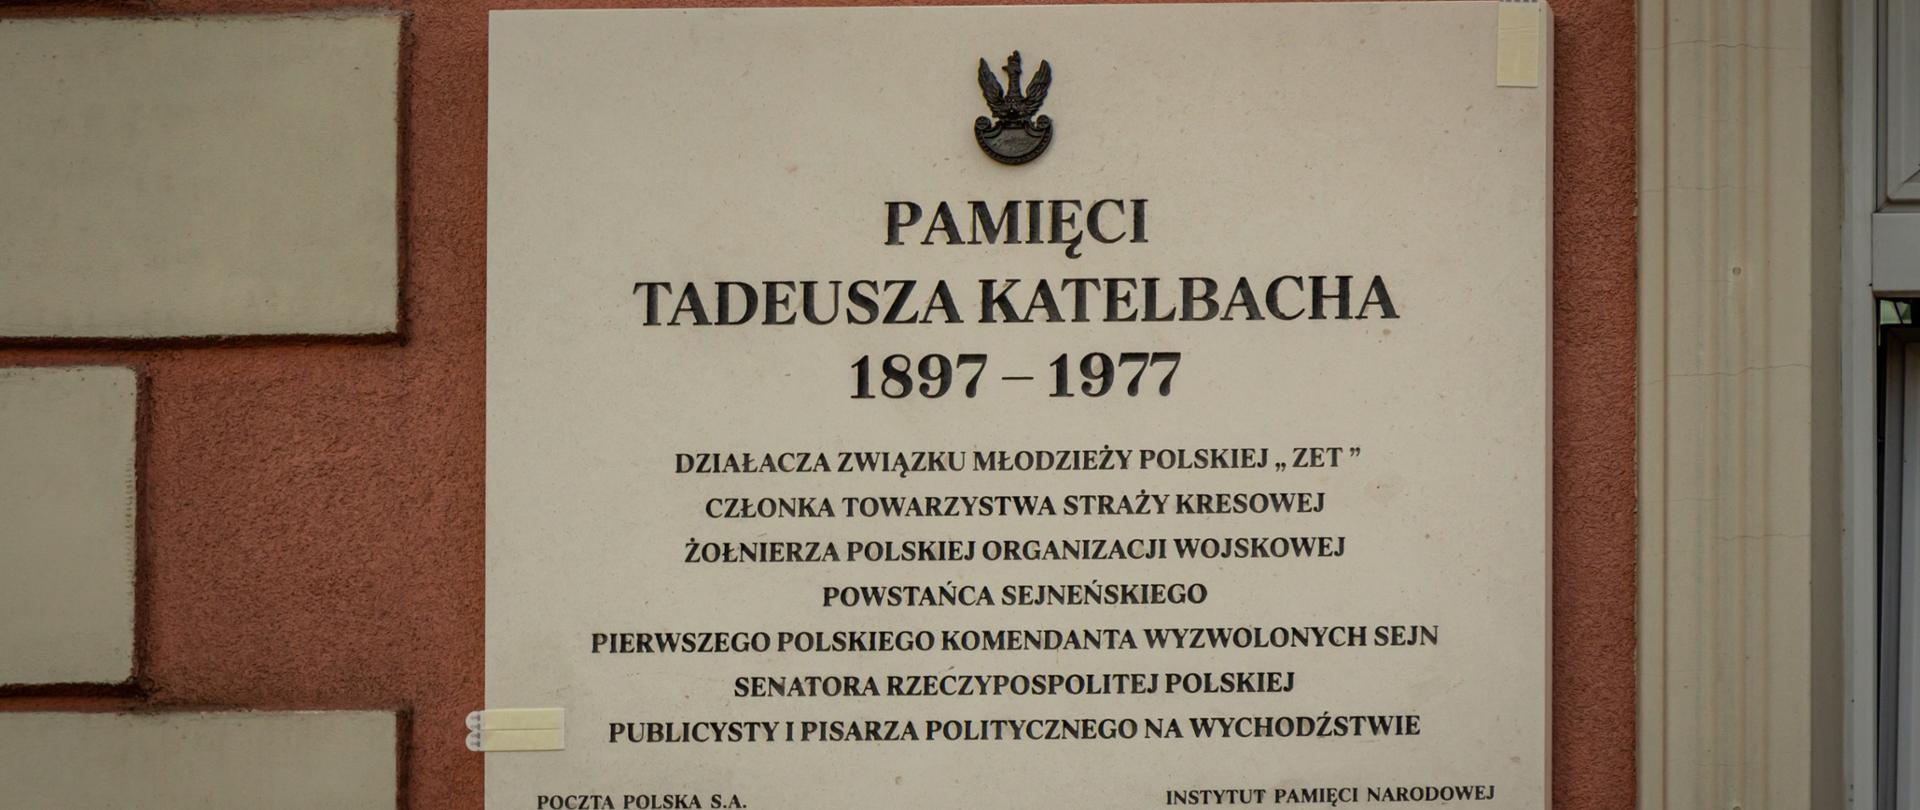 PAMIĘCI
TADEUSZA KATELBACHA
1897 – 1977
DZIAŁACZA ZWIĄZKU MŁODZIEŻY POLSKIEJ „ ZET ”
CZŁONKA TOWARZYSTWA STRAŻY KRESOWEJ
ŻOŁNIERZA POLSKIEJ ORGANIZACJI WOJSKOWEJ
POWSTAŃCA SEJNEŃSKIEGO
PIERWSZEGO POLSKIEGO KOMENDANTA WYZWOLONYCH SEJN
SENATORA RZECZYPOSPOLITEJ POLSKIEJ
PUBLICYSTY I PISARZA POLITYCZNEGO NA WYCHODŹSTWIE
POCZTA POLSKA S.A. INSTYTUT PAMIĘCI NARODOWEJ